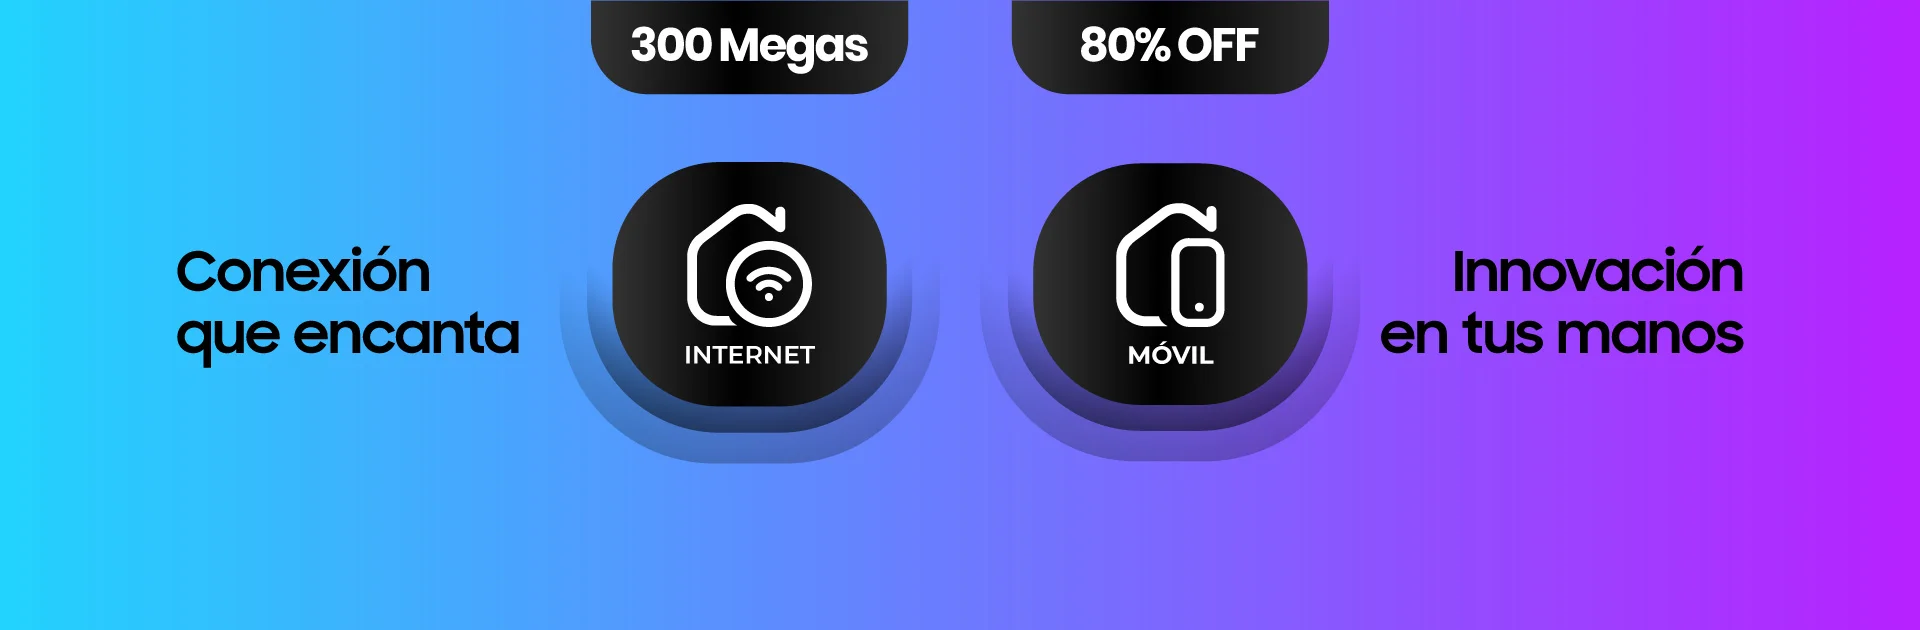 300 Megas
80% OFF
Conexión
que encanta
INTERNET
MÓVIL
Innovación
en tus manos